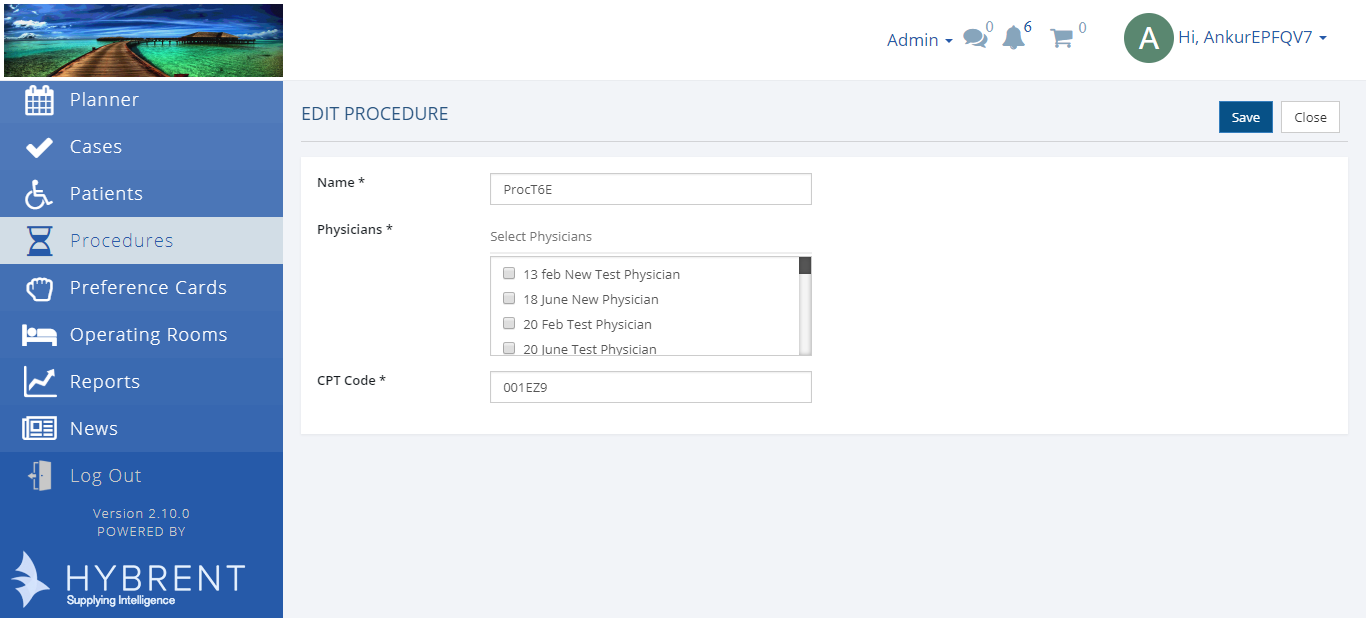 Admin
0
6
0
A
Hi, AnkurEPFQV7
Planner
Cases
Patients
Procedures
Preference Cards
Operating Rooms
Reports
News
Log Out
Version 2.10.0
POWERED BY
HYBRENT
Supplying Intelligence
EDIT PROCEDURE
Save
Close
Name *
ProcT6E
Physicians *
Select Physicians
13 feb New Test Physician
18 June New Physician
20 Feb Test Physician
20 June Test Physician
CPT Code *
001EZ9